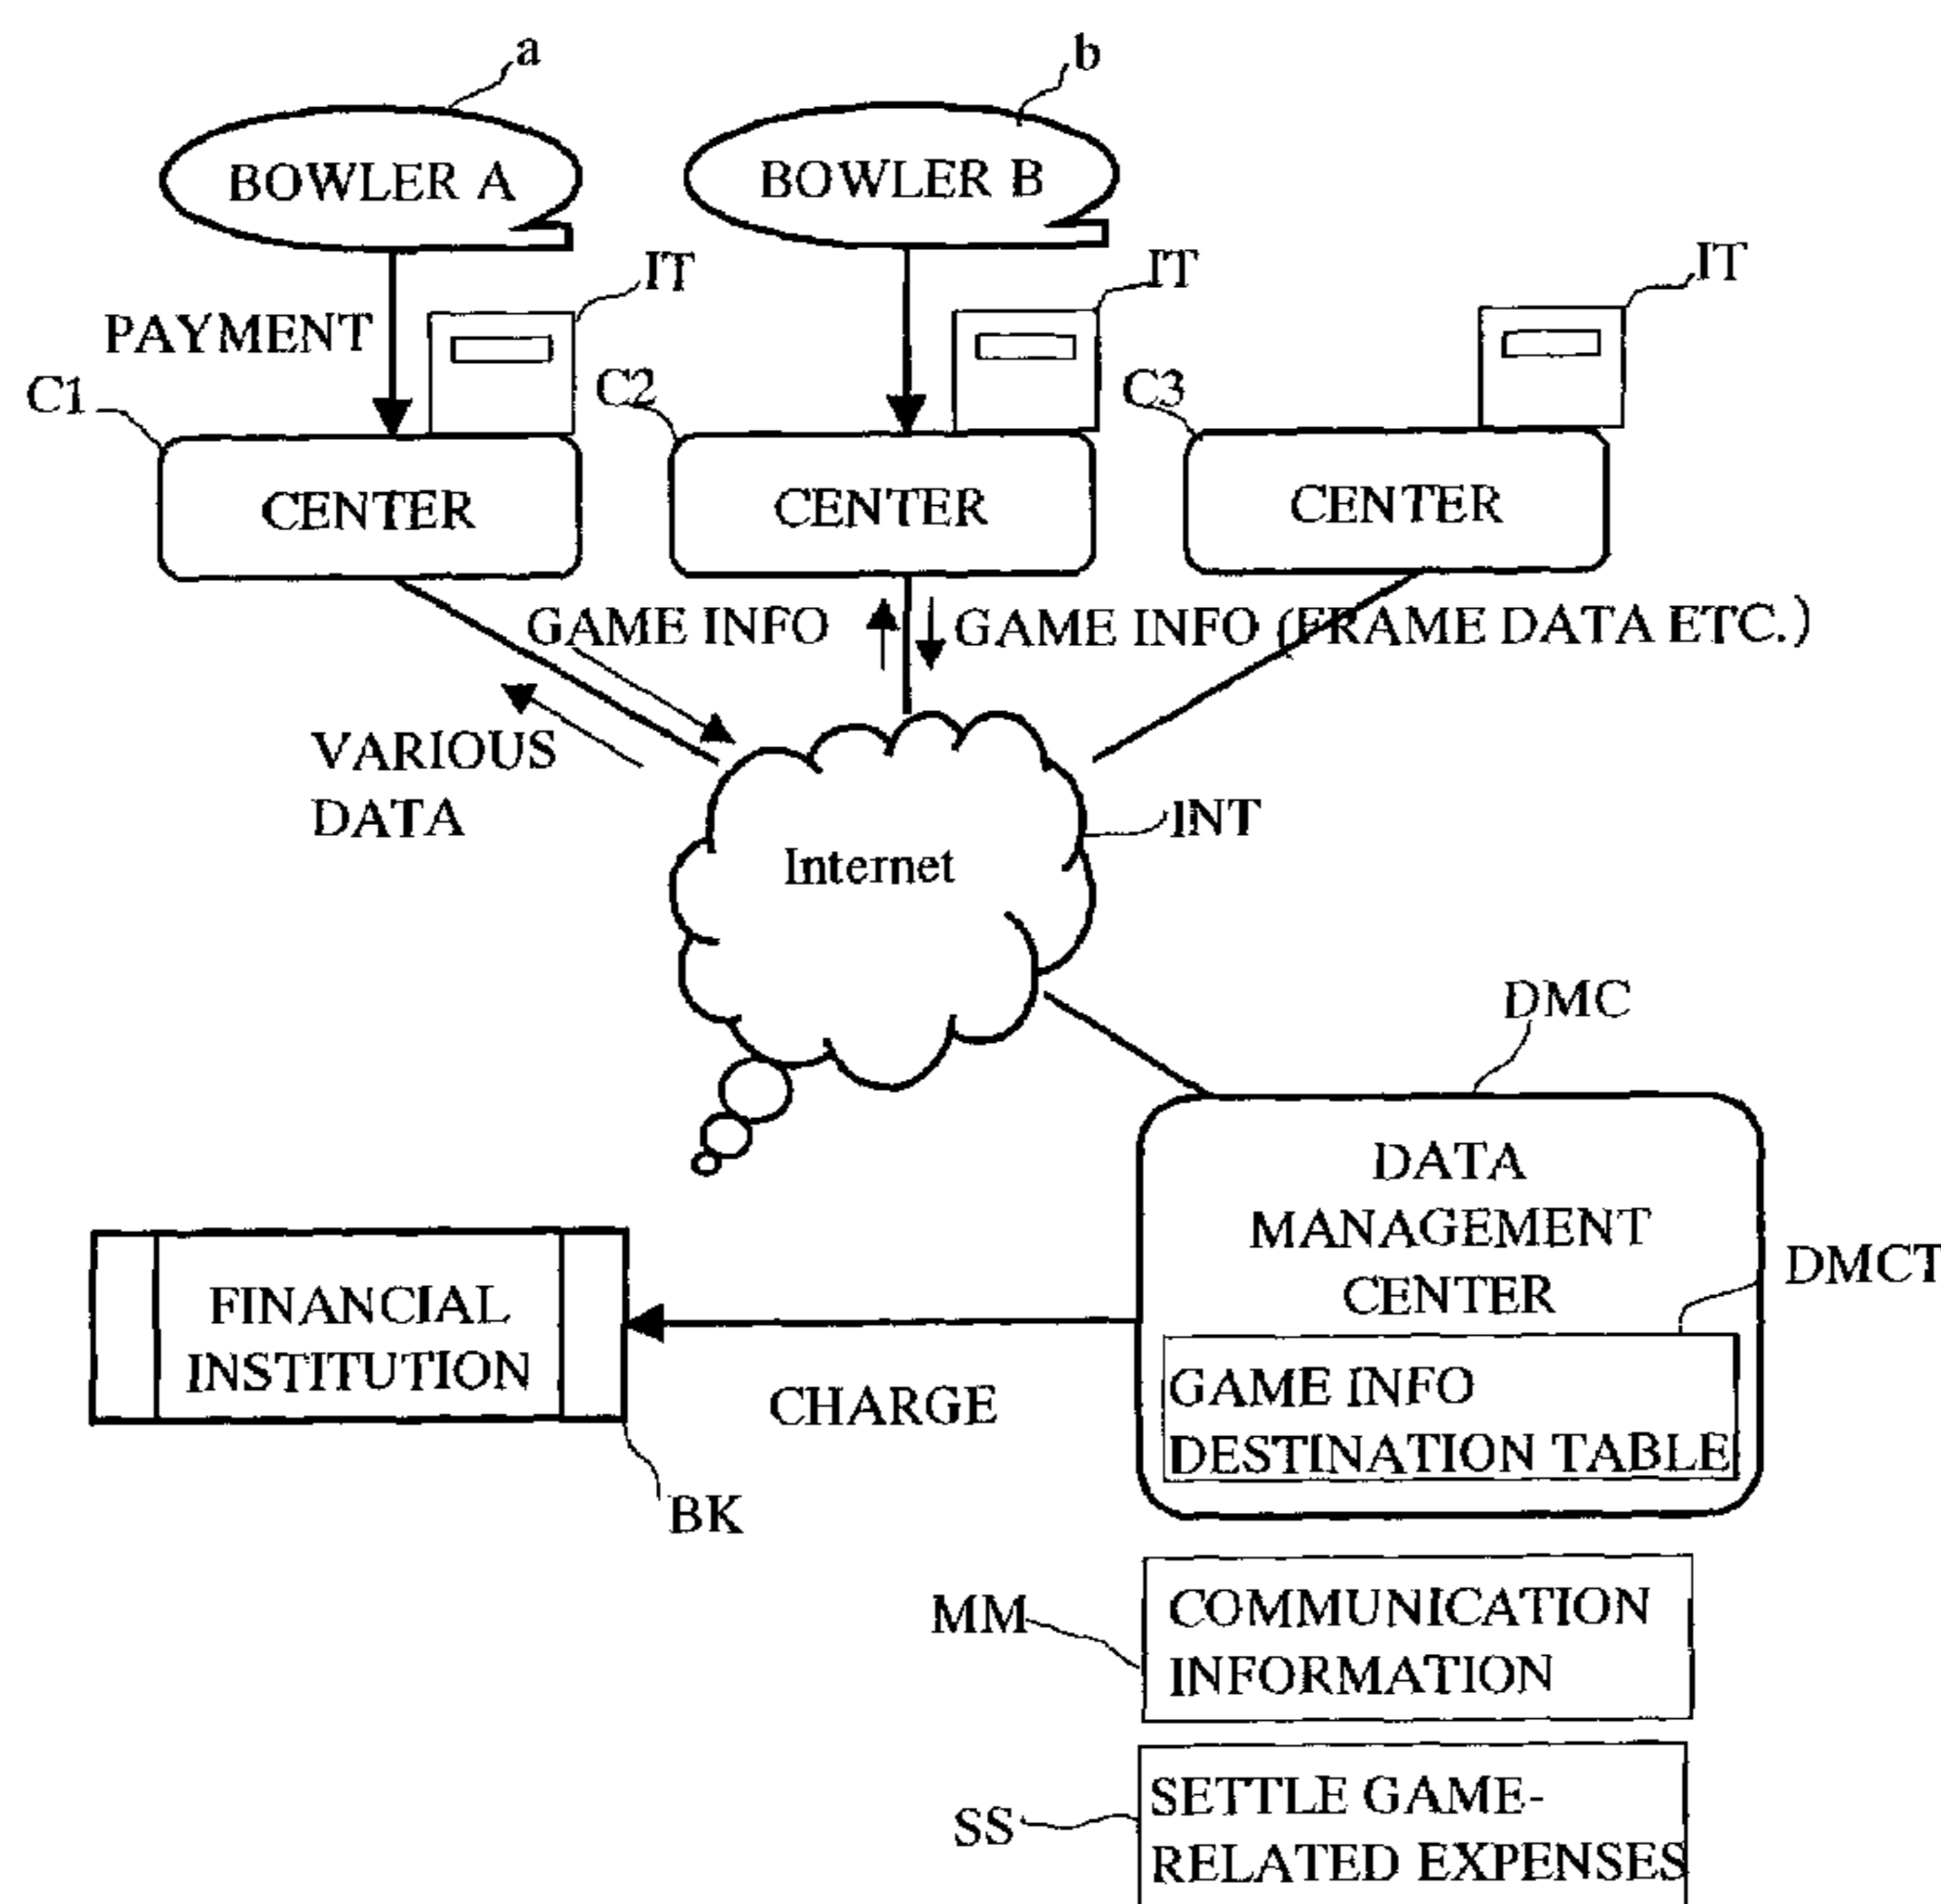 a
b
BOWLER A
BOWLER B
IT
IT
IT
PAYMENT
C1
C2
C3
CENTER
CENTER
CENTER
GAME INFO
GAME INFO (FRAME DATA ETC.)
VARIOUS
DATA
INT
Internet
DMC
DATA
MANAGEMENT
CENTER
DMCT
FINANCIAL
INSTITUTION
CHARGE
GAME INFO
DESTINATION TABLE
BK
MM
COMMUNICATION
INFORMATION
SS
SETTLE GAME-
RELATED EXPENSES